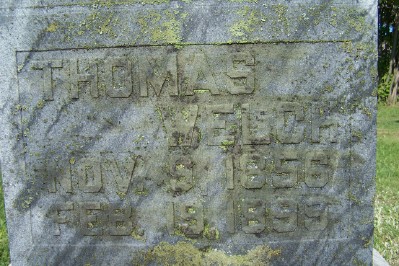 THOMAS
WELCH
NOV. 9, 1856
FEB. 19, 1893